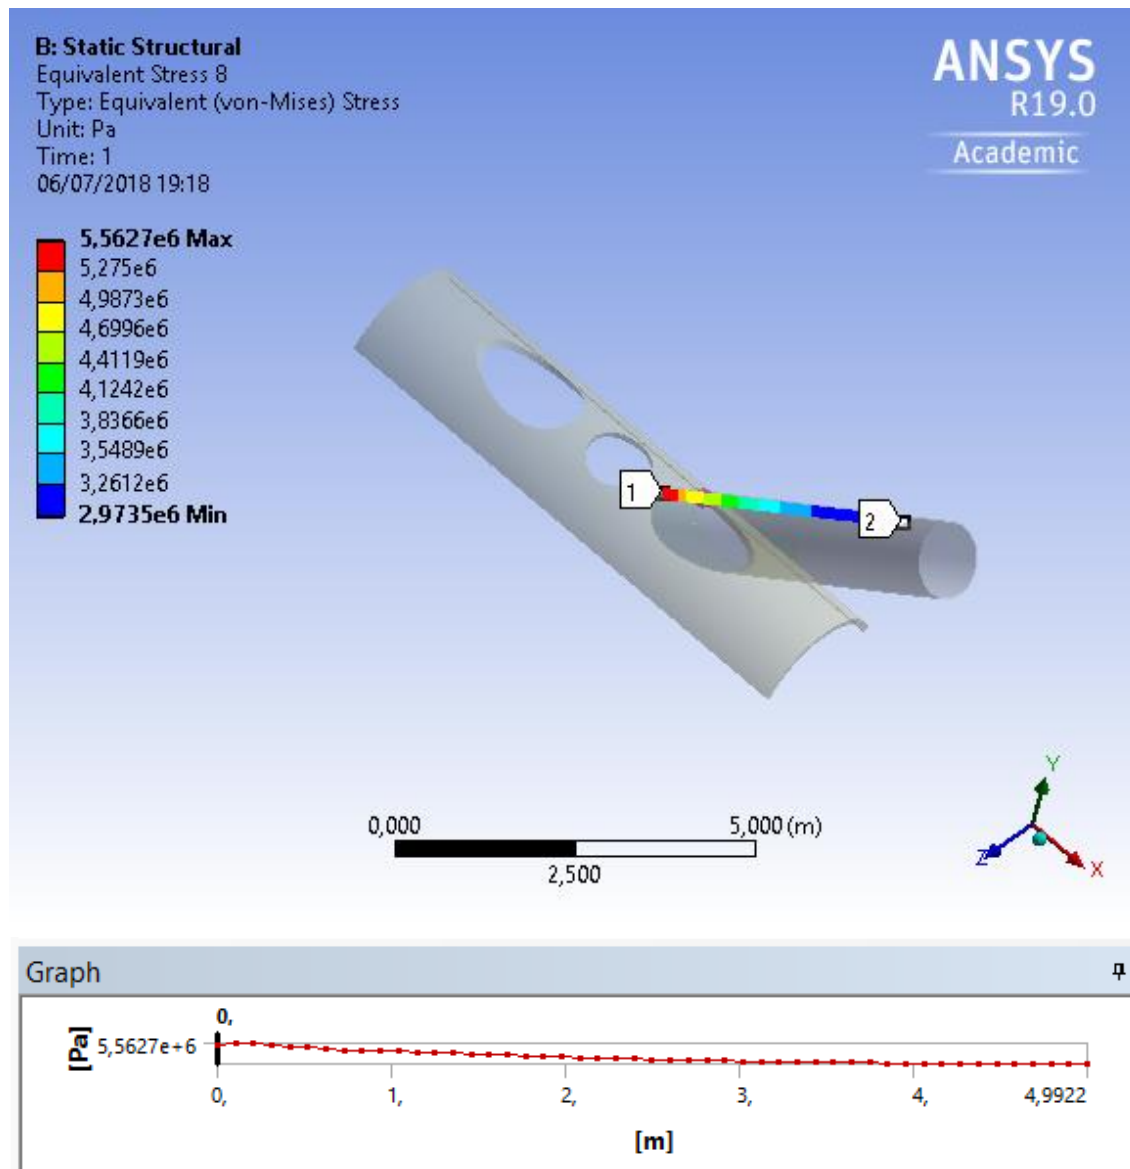 B: Static Structural
Equivalent Stress 8
Type: Equivalent (von-Mises) Stress
Unit: Pa
Time: 1
06/07/2018 19:18
ANSYS
R19.0
Academic
5,5627e6 Max
5,275e6
4,9873e6
4,6996e6
4,4119e6
4,1242e6
3,8366e6
3,5489e6
3,2612e6
2,9735e6 Min
1
2
0,000
5,000 (m)
2,500
Y
Z
X
Graph
0,
[Pa]
5,5627e+6
0,
1,
2,
3,
4,
4,9922
[m]